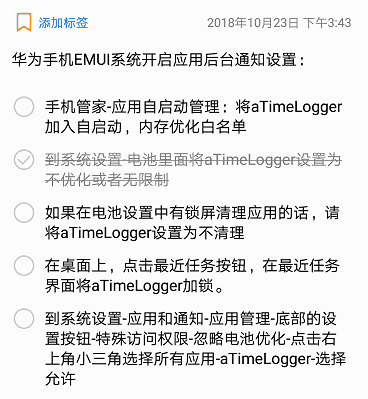 添加标签 2018年10月23日 下午3:43
华为手机EMUI系统开启应用后台通知设置：
手机管家-应用自启动管理：将aTimeLogger
加入自启动，内存优化白名单
到系统设置-电池里面将aTimeLogger设置为
不优化或者无限制
如果在电池设置中有锁屏清理应用的话，请
将aTimeLogger设置为不清理
在桌面上，点击最近任务按钮，在最近任务
界面将aTimeLogger加锁。
到系统设置-应用和通知-应用管理-底部的设
置按钮-特殊访问权限-忽略电池优化-点击右
上角小三角选择所有应用-aTimeLogger-选择
允许